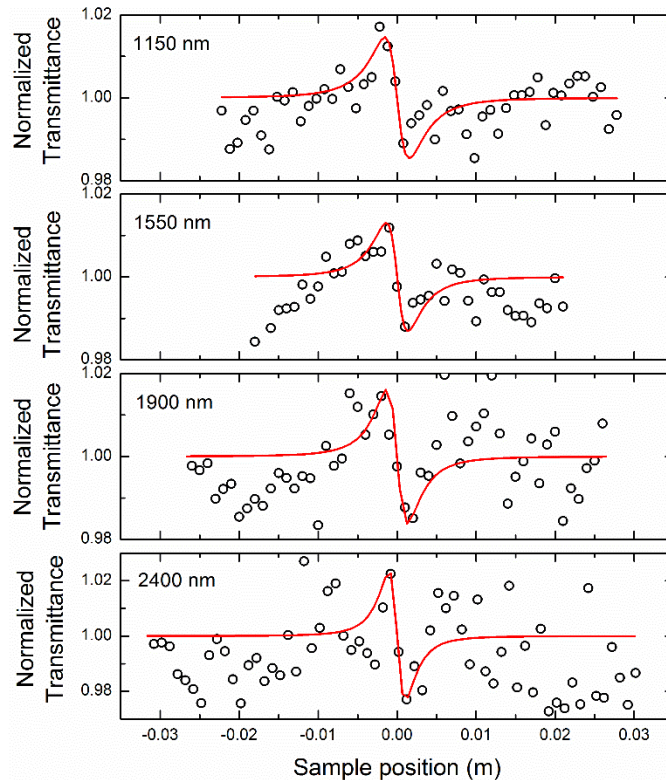 1.02
1150 nm
1.00
0.98
Normalized
Transmittance
1.02
1550 nm
1.00
0.98
Normalized
Transmittance
1.02
1900 nm
1.00
0.98
Normalized
Transmittance
2400 nm
1.02
1.00
0.98
Normalized
Transmittance
-0.03 -0.02 -0.01 0.00 0.01 0.02 0.03
Sample position (m)